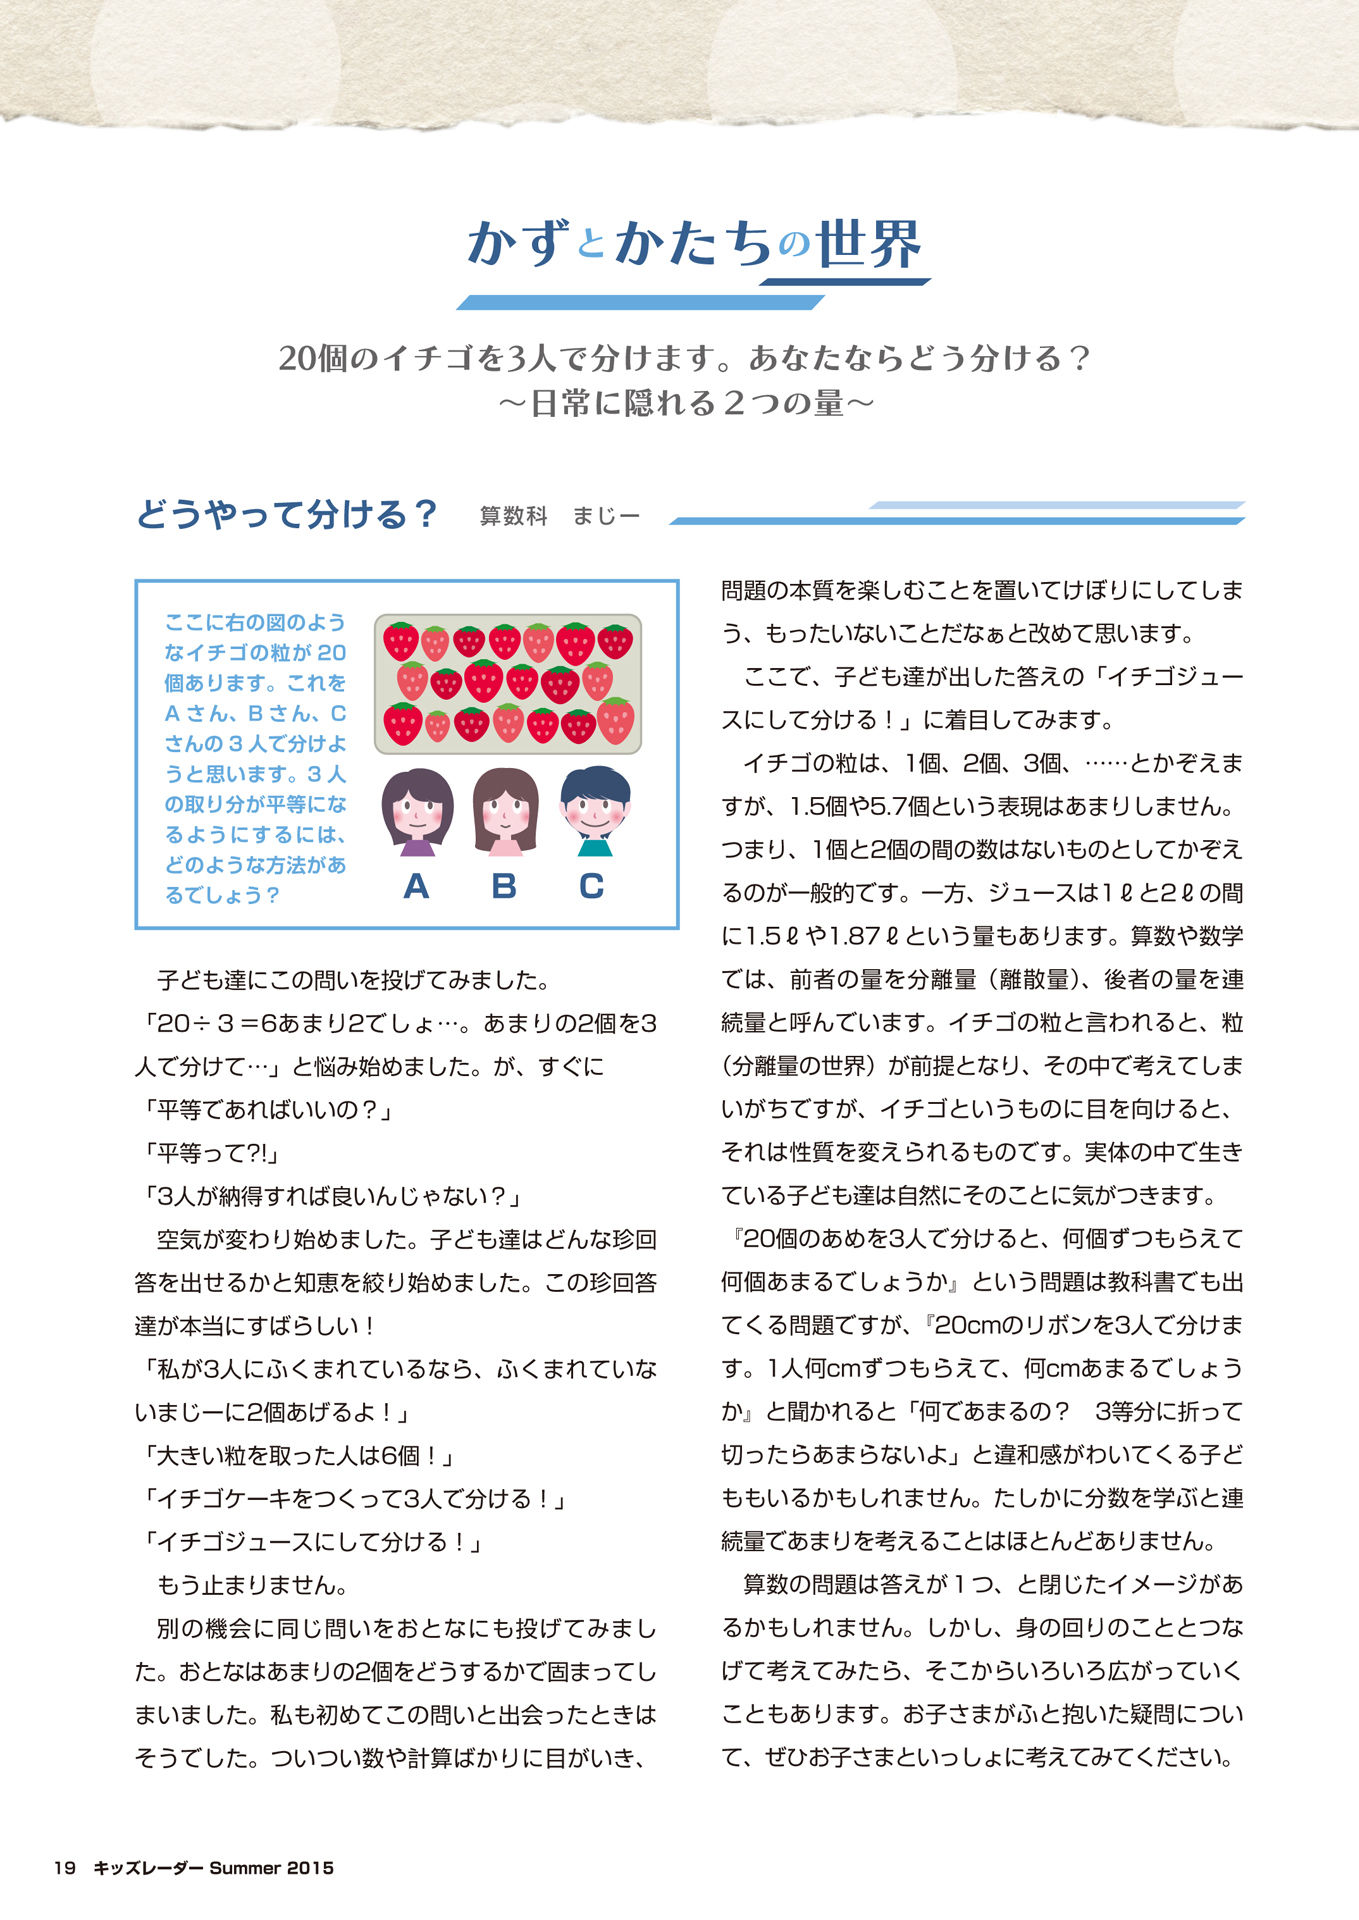 かずとかたちの世界
20個のイチゴを3人で分けます。あなたならどう分ける？
～日常に隠れる２つの量～
どうやって分ける？　算数科　まじー
ここに右の図のよう
なイチゴの粒が 20
個あります。これを
A さん、B さん、C
さんの 3 人で分けよ
うと思います。3 人
の取り分が平等にな
るようにするには、
どのような方法があ
るでしょう？
A B C
　子ども達にこの問いを投げてみました。
「20÷３＝6あまり2でしょ…。あまりの2個を3
人で分けて…」と悩み始めました。が、すぐに
「平等であればいいの？」
「平等って?!」
「3人が納得すれば良いんじゃない？」
　空気が変わり始めました。子ども達はどんな珍回
答を出せるかと知恵を絞り始めました。この珍回答
達が本当にすばらしい！
「私が3人にふくまれているなら、ふくまれていな
いまじーに2個あげるよ！」
「大きい粒を取った人は6個！」
「イチゴケーキをつくって3人で分ける！」
「イチゴジュースにして分ける！」
　もう止まりません。
　別の機会に同じ問いをおとなにも投げてみまし
た。おとなはあまりの2個をどうするかで固まってし
まいました。私も初めてこの問いと出会ったときは
そうでした。ついつい数や計算ばかりに目がいき、
問題の本質を楽しむことを置いてけぼりにしてしま
う、もったいないことだなぁと改めて思います。
　ここで、子ども達が出した答えの「イチゴジュー
スにして分ける！」に着目してみます。
　イチゴの粒は、1個、2個、3個、……とかぞえま
すが、1.5個や5.7個という表現はあまりしません。
つまり、1個と2個の間の数はないものとしてかぞえ
るのが一般的です。一方、ジュースは1ℓと2ℓの間
に1.5ℓや1.87ℓという量もあります。算数や数学
では、前者の量を分離量（離散量）、後者の量を連
続量と呼んでいます。イチゴの粒と言われると、粒
（分離量の世界）が前提となり、その中で考えてしま
いがちですが、イチゴというものに目を向けると、
それは性質を変えられるものです。実体の中で生き
ている子ども達は自然にそのことに気がつきます。
『20個のあめを3人で分けると、何個ずつもらえて
何個あまるでしょうか』という問題は教科書でも出
てくる問題ですが、『20cmのリボンを3人で分けま
す。1人何cmずつもらえて、何cmあまるでしょう
か』と聞かれると「何であまるの？　3等分に折って
切ったらあまらないよ」と違和感がわいてくる子ど
ももいるかもしれません。たしかに分数を学ぶと連
続量であまりを考えることはほとんどありません。
　算数の問題は答えが１つ、と閉じたイメージがあ
るかもしれません。しかし、身の回りのこととつな
げて考えてみたら、そこからいろいろ広がっていく
こともあります。お子さまがふと抱いた疑問につい
て、ぜひお子さまといっしょに考えてみてください。
19　キッズレーダー Summer 2015